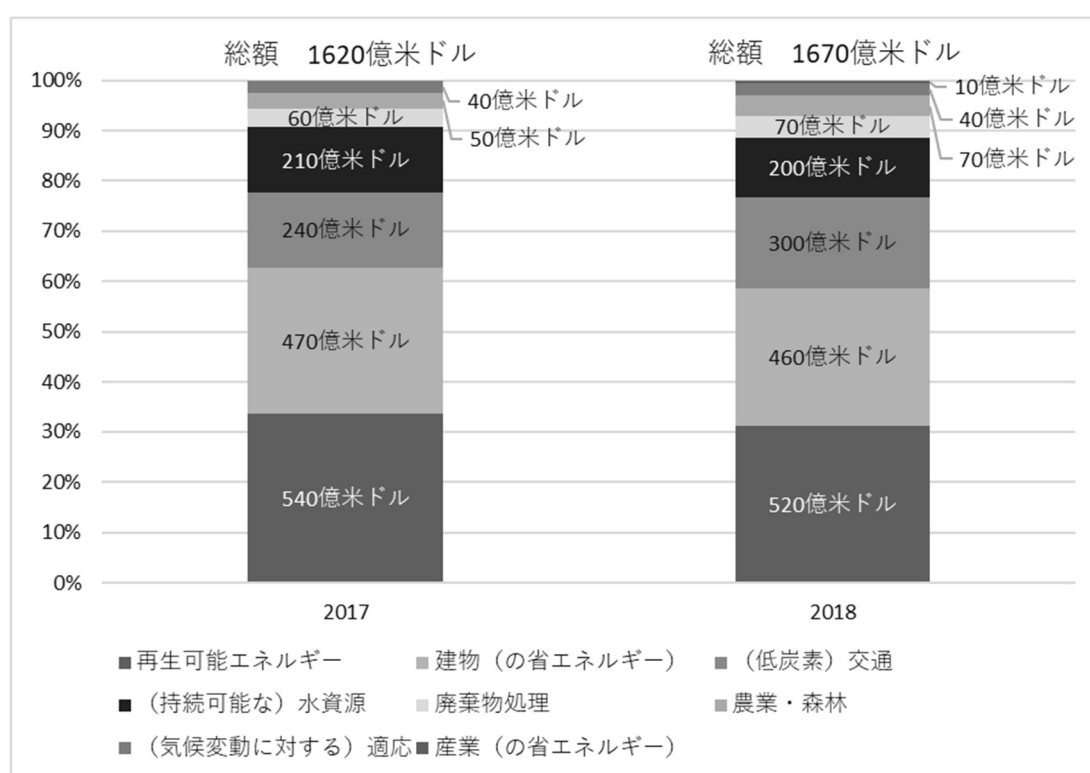 総額　1620億米ドル
総額　1670億米ドル
100%
90%
80%
70%
60%
50%
40%
30%
20%
10%
0%
40億米ドル
50億米ドル
60億米ドル
210億米ドル
240億米ドル
470億米ドル
540億米ドル
10億米ドル
40億米ドル
70億米ドル
70億米ドル
200億米ドル
300億米ドル
460億米ドル
520億米ドル
2017
2018
■再生可能エネルギー ■建物（の省エネルギー） ■（低炭素）交通
■（持続可能な）水資源 ■廃棄物処理 ■農業・森林
■（気候変動に対する）適応 ■産業（の省エネルギー）